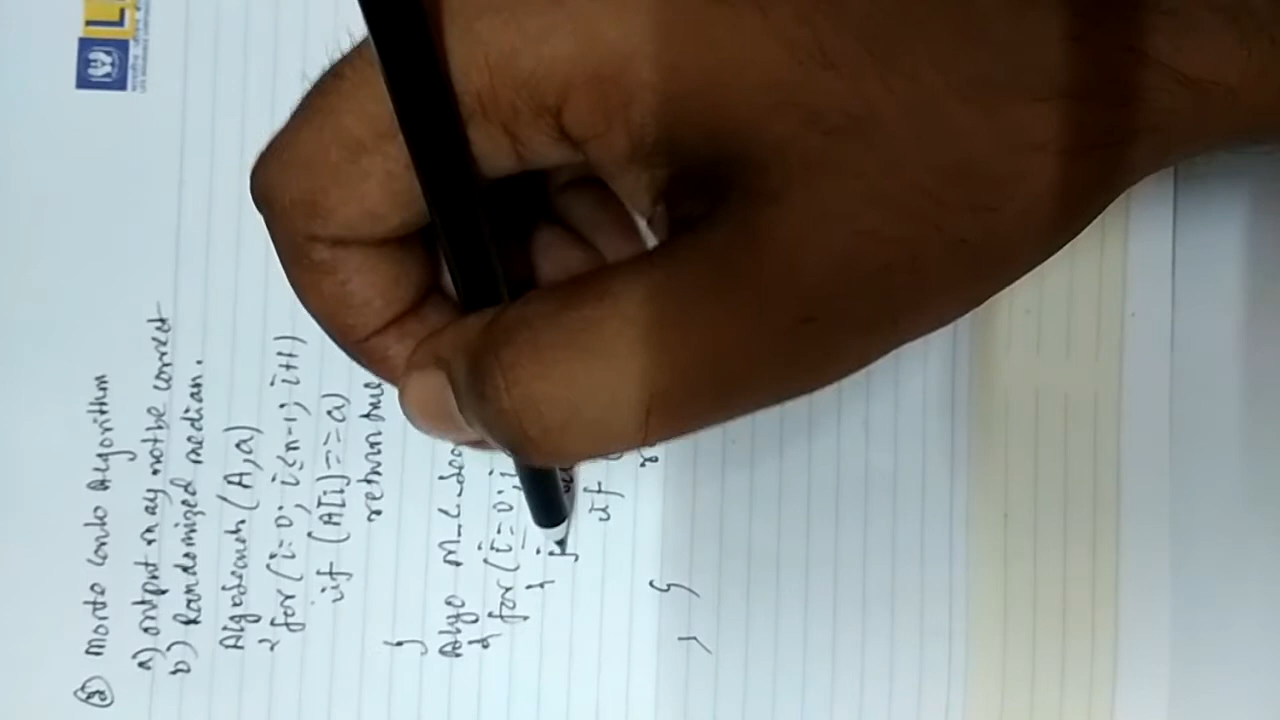 (2) Monte Carlo Algorithm
a) output may not be correct
b) Randomized median.
Algosearch (A, a)
{ for (i=0; i≤n-1; i++)
if (A[i] == a)
return true
}
Algo M-C-Sea
{ for (i=0; i
{ j
if (
}
}